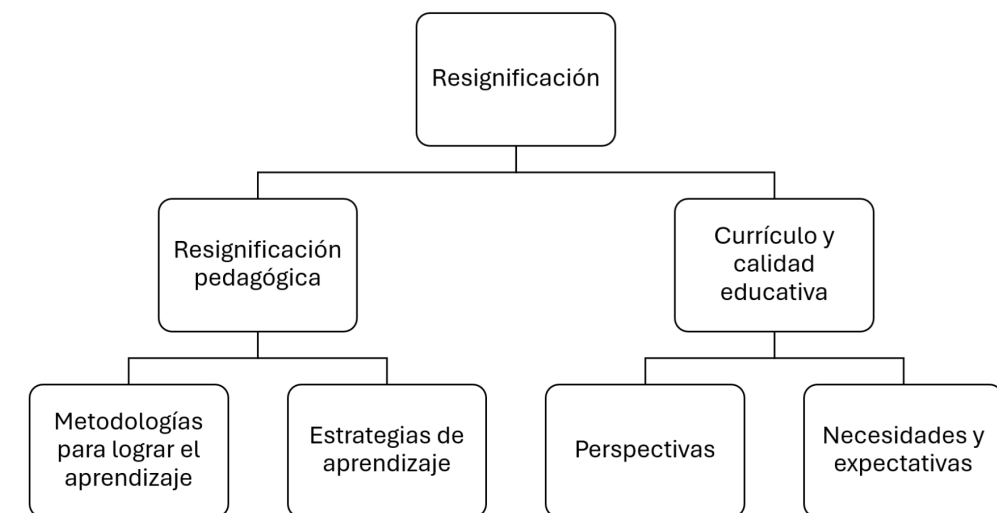 Resignificación
Resignificación
pedagógica
Currículo y
calidad
educativa
Metodologías
para lograr el
aprendizaje
Estrategias de
aprendizaje
Perspectivas
Necesidades y
expectativas